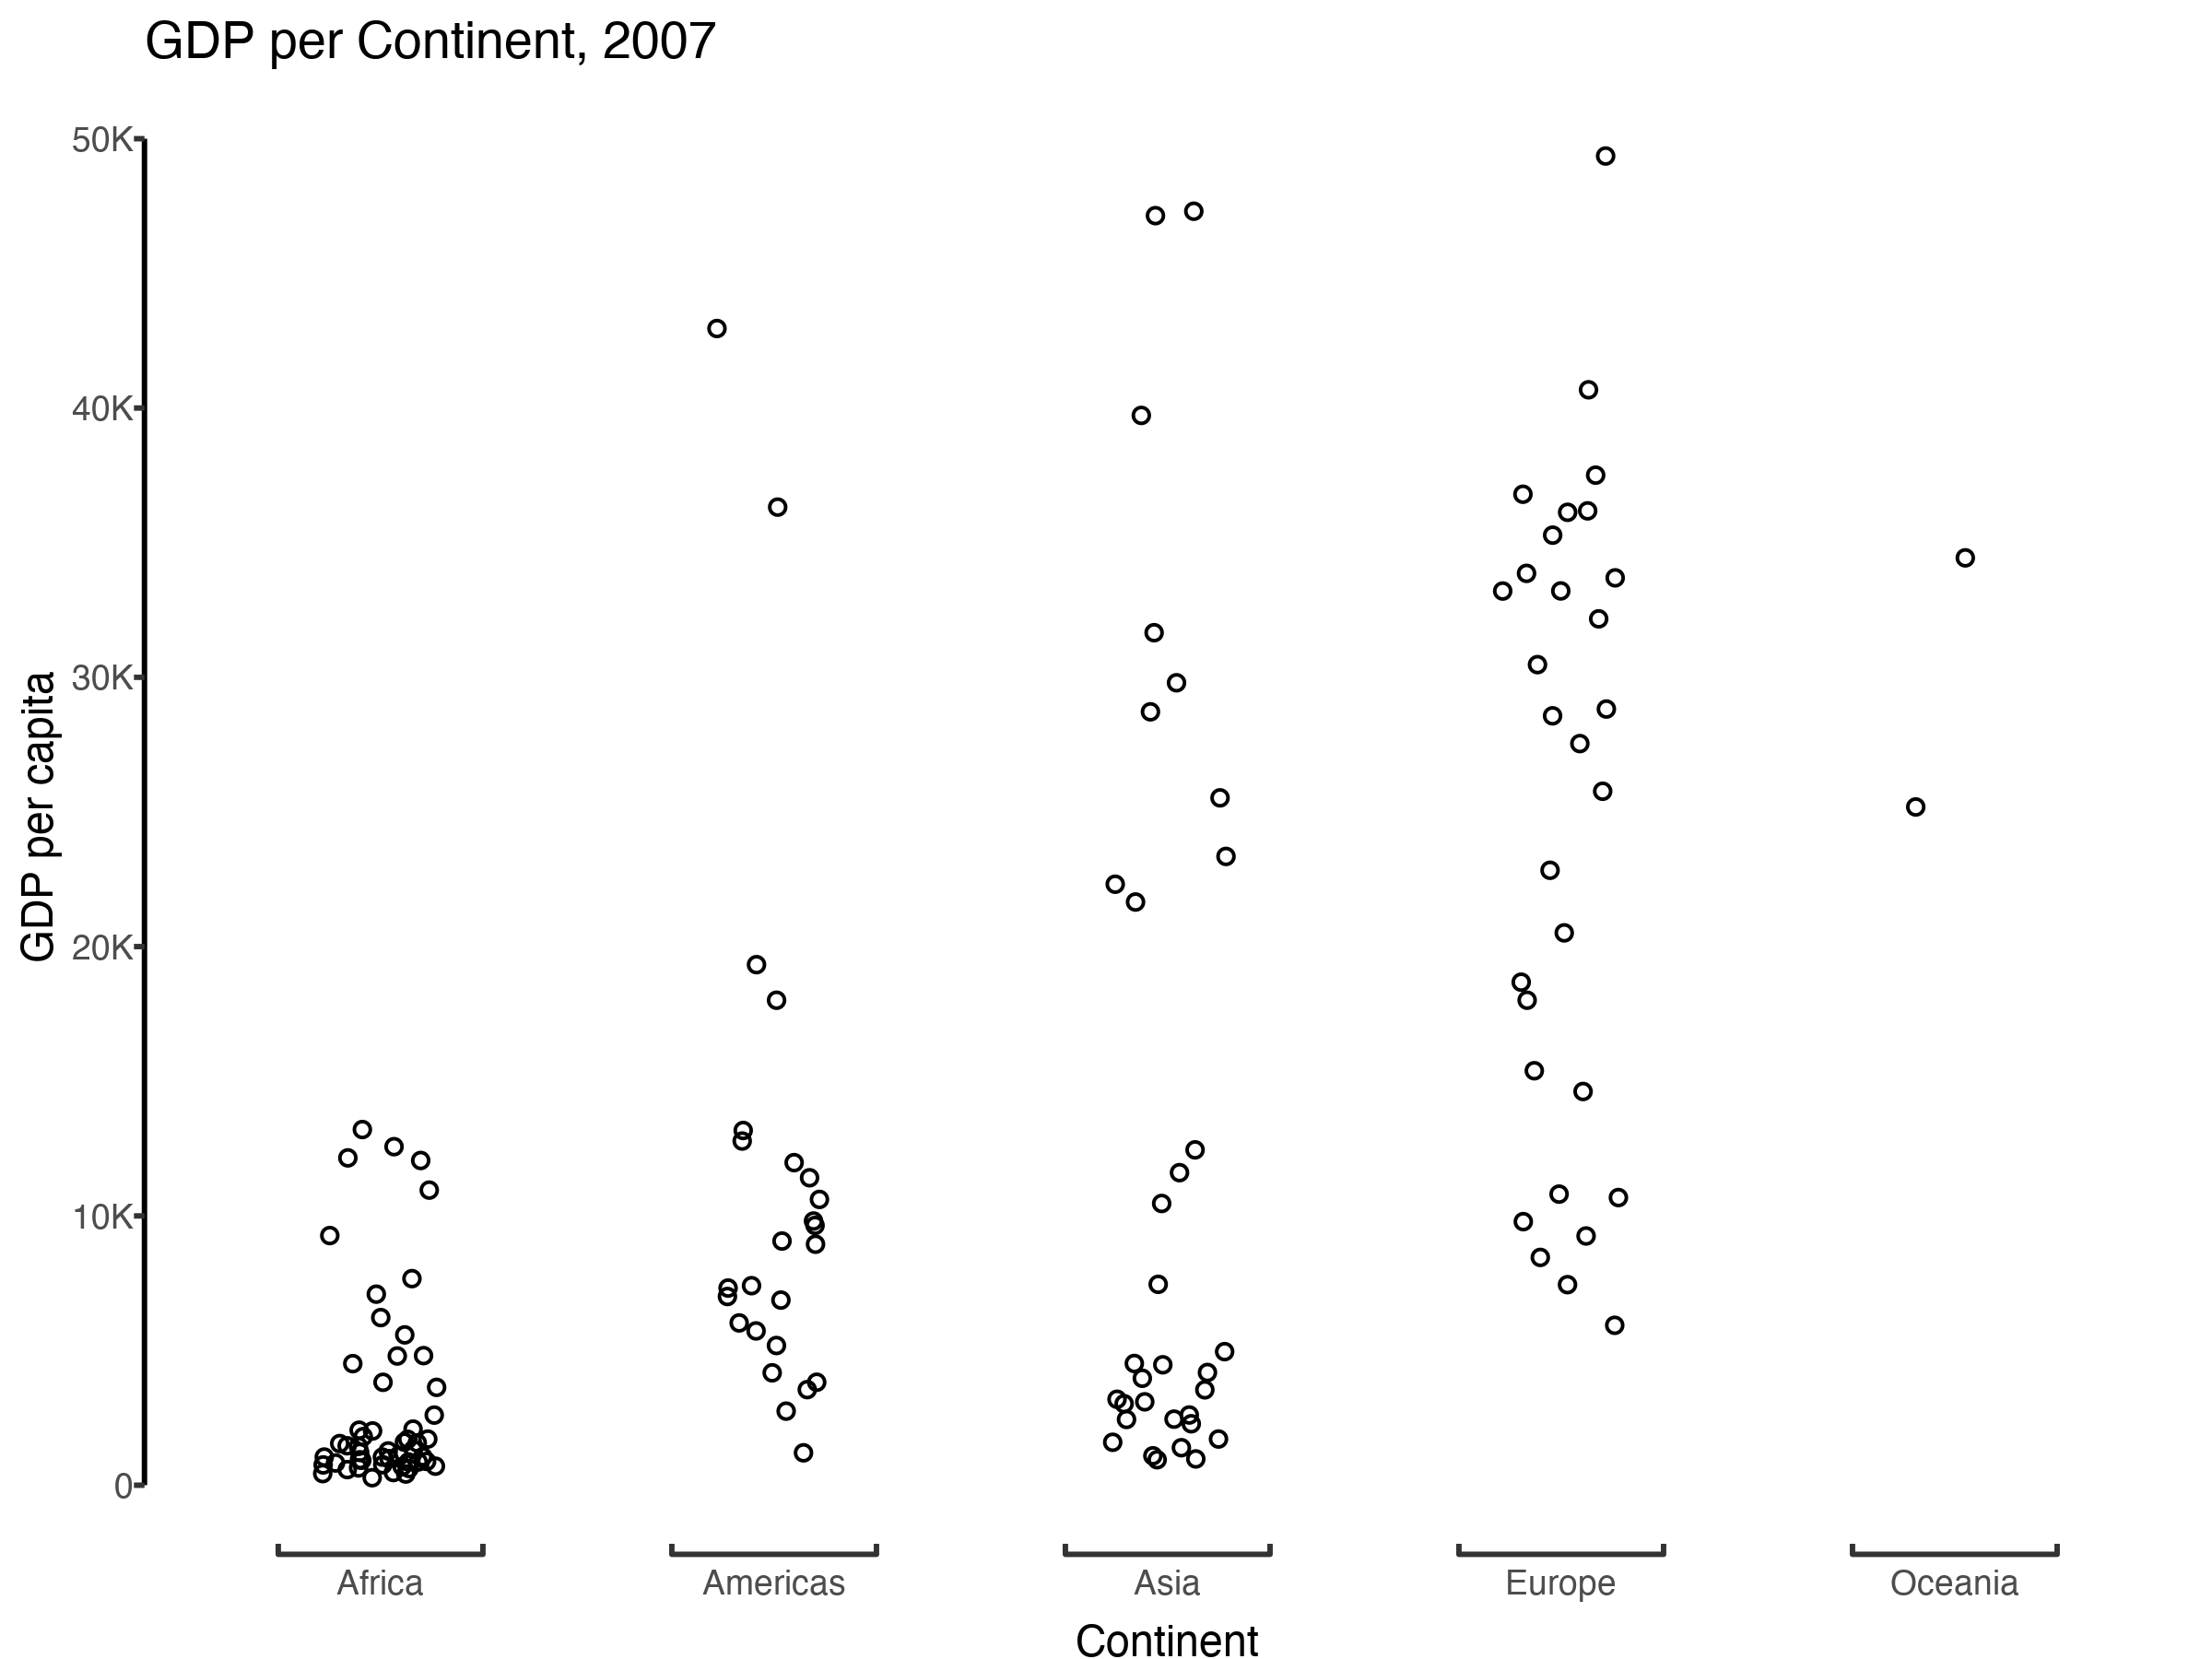 GDP per Continent, 2007
50K
40K
30K
20K
10K
0
GDP per capita
Africa
Americas
Asia
Europe
Oceania
Continent